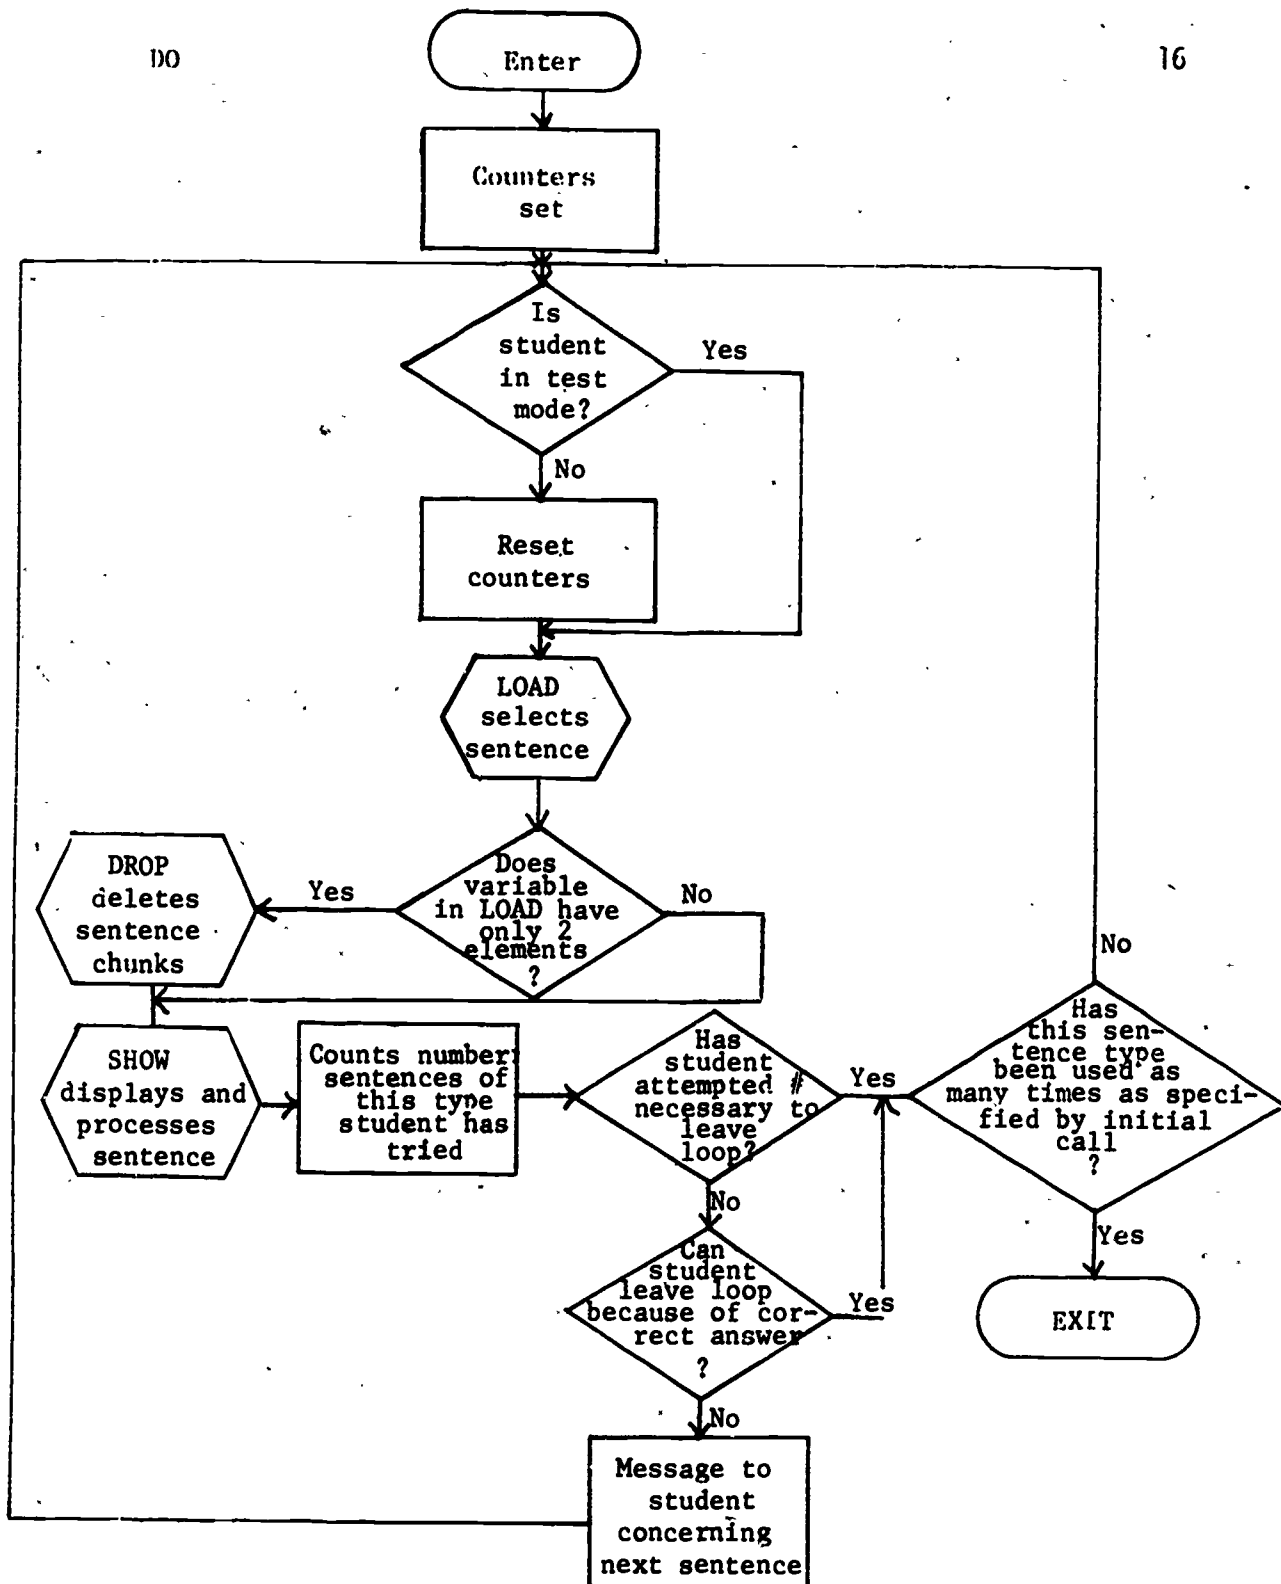 DO
16
Enter
Counters
set
Is
student
in test
mode?
Yes
No
Reset
counters
LOAD
selects
sentence
Does
variable
in LOAD have
only 2
elements
?
Yes
No
DROP
deletes
sentence
chunks
SHOW
displays and
processes
sentence
Counts number
sentences of
this type
student has
tried
Has
student
attempted #
necessary to
leave
loop?
Yes
No
Has
this sen-
tence type
been used as
many times as speci-
fied by initial
call
?
No
Yes
EXIT
Can
student
leave loop
because of cor-
rect answer
?
Yes
No
Message to
student
concerning
next sentence